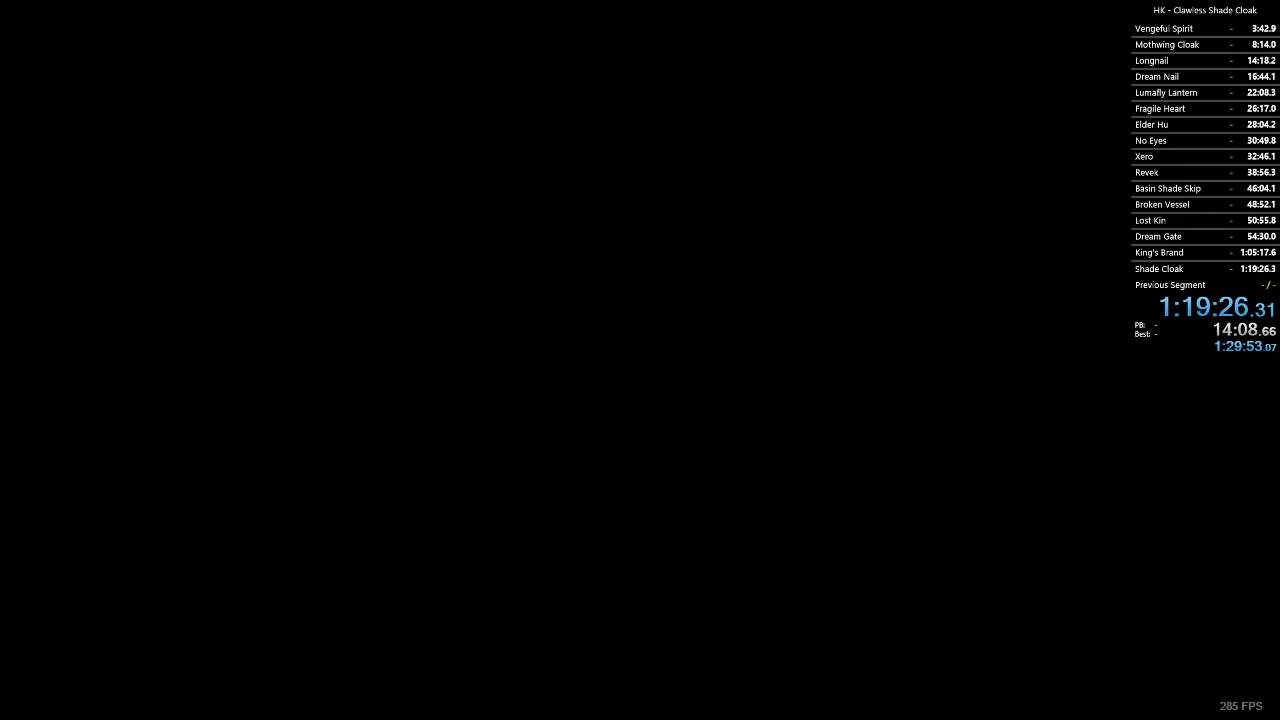 HK - Clawless Shade Cloak
Vengeful Spirit - 3:42.9
Mothwing Cloak - 8:14.0
Longnail - 14:18.2
Dream Nail - 16:44.1
Lumafly Lantern - 22:08.3
Fragile Heart - 26:17.0
Elder Hu - 28:04.2
No Eyes - 30:49.8
Xero - 32:46.1
Revek - 38:56.3
Basin Shade Skip - 46:04.1
Broken Vessel - 48:52.1
Lost Kin - 50:55.8
Dream Gate - 54:30.0
King's Brand - 1:05:17.6
Shade Cloak - 1:19:26.3
Previous Segment - / -
1:19:26.31
PB: - 14:08.66
Best: -
1:29:53.07
285 FPS